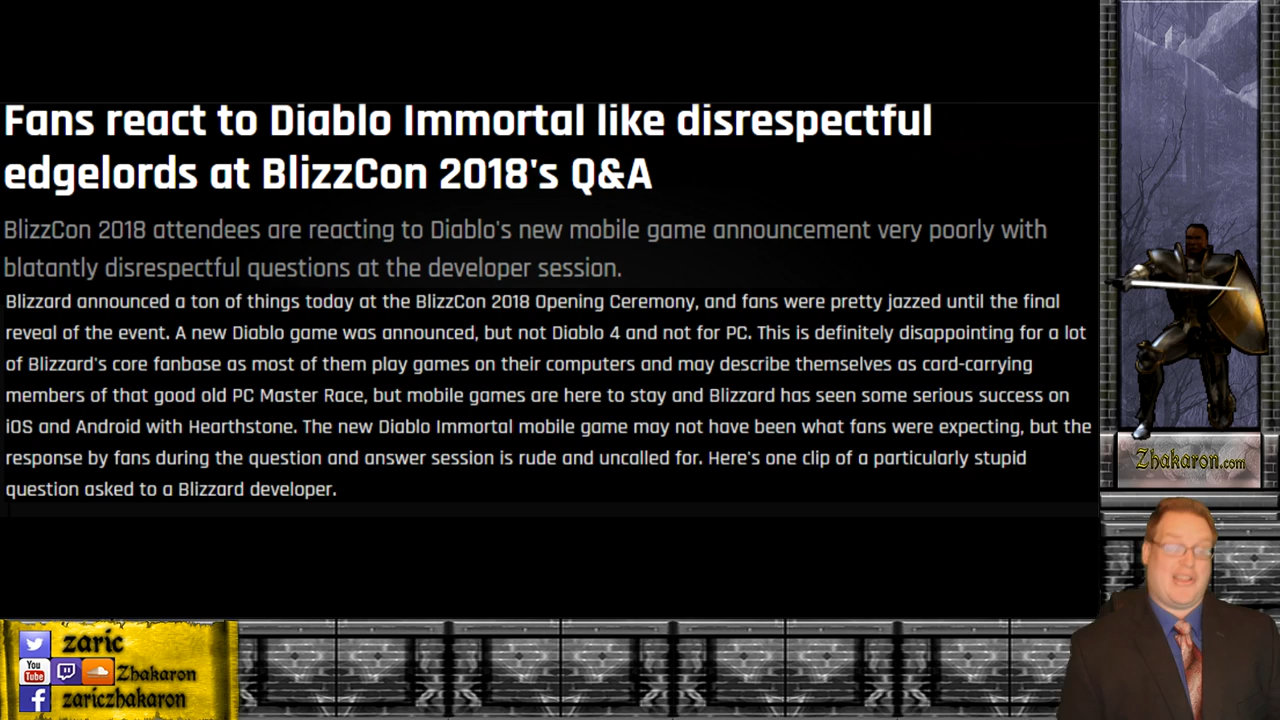 Fans react to Diablo Immortal like disrespectful
edgelords at BlizzCon 2018's Q&A
BlizzCon 2018 attendees are reacting to Diablo's new mobile game announcement very poorly with
blatantly disrespectful questions at the developer session.
Blizzard announced a ton of things today at the BlizzCon 2018 Opening Ceremony, and fans were pretty jazzed until the final
reveal of the event. A new Diablo game was announced, but not Diablo 4 and not for PC. This is definitely disappointing for a lot
of Blizzard's core fanbase as most of them play games on their computers and may describe themselves as card-carrying
members of that good old PC Master Race, but mobile games are here to stay and Blizzard has seen some serious success on
iOS and Android with Hearthstone. The new Diablo Immortal mobile game may not have been what fans were expecting, but the
response by fans during the question and answer session is rude and uncalled for. Here's one clip of a particularly stupid
question asked to a Blizzard developer.
Zhakaron.com
zaric
You Tube Zhakaron
zariczhakaron